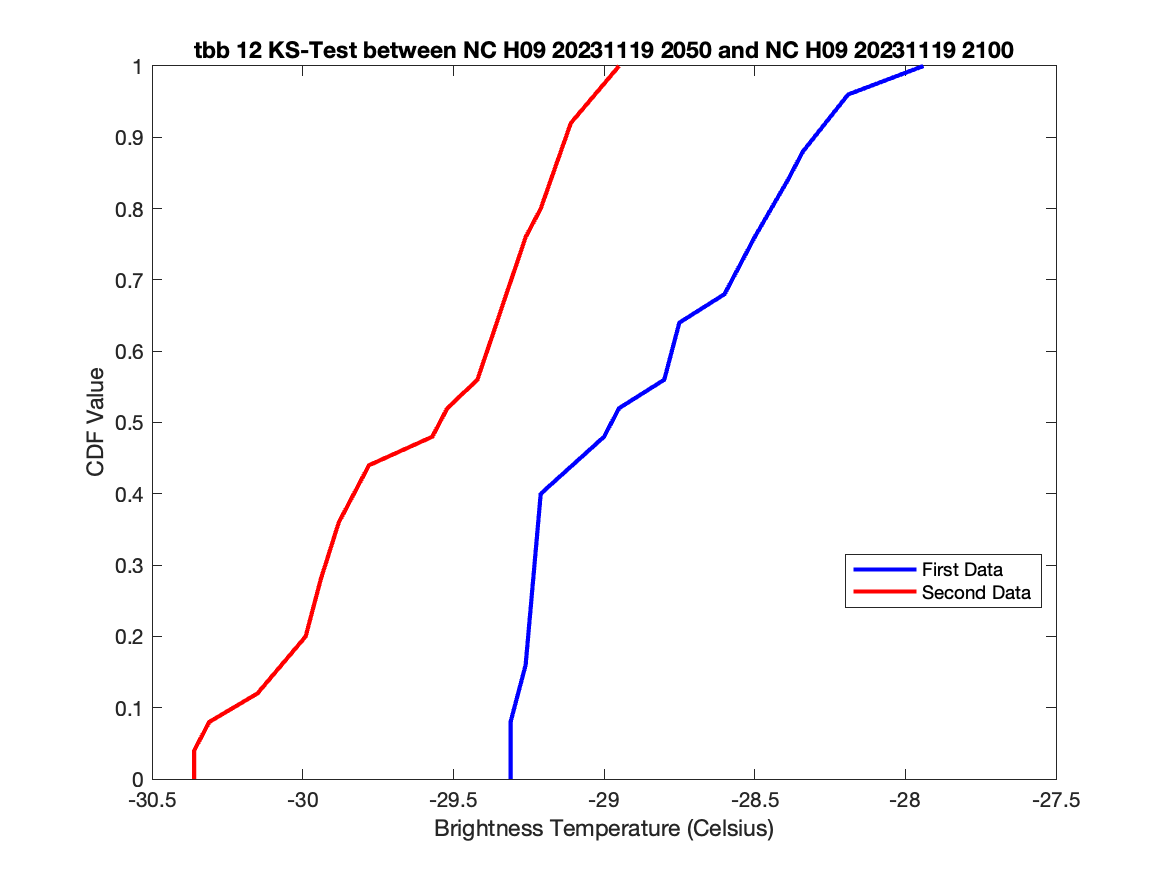 tbb 12 KS-Test between NC H09 20231119 2050 and NC H09 20231119 2100
1
0.9
0.8
0.7
0.6
0.5
0.4
0.3
0.2
0.1
0
CDF Value
First Data
Second Data
-30.5 -30 -29.5 -29 -28.5 -28 -27.5
Brightness Temperature (Celsius)